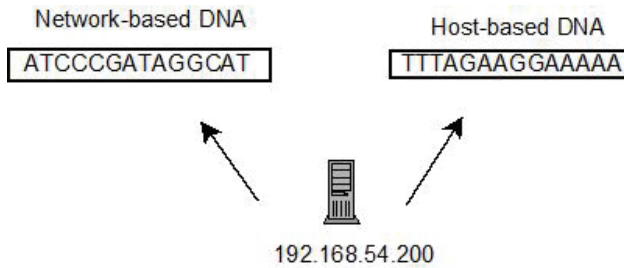 Network-based DNA
Host-based DNA
ATCCCGATAGGCAT
TTTAGAAGGAAAAA
192.168.54.200